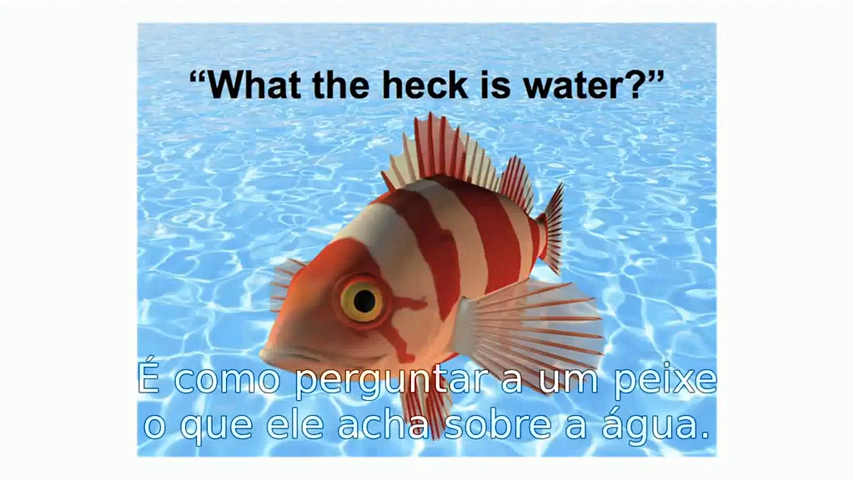 “What the heck is water?”
É como perguntar a um peixe
o que ele acha sobre a água.